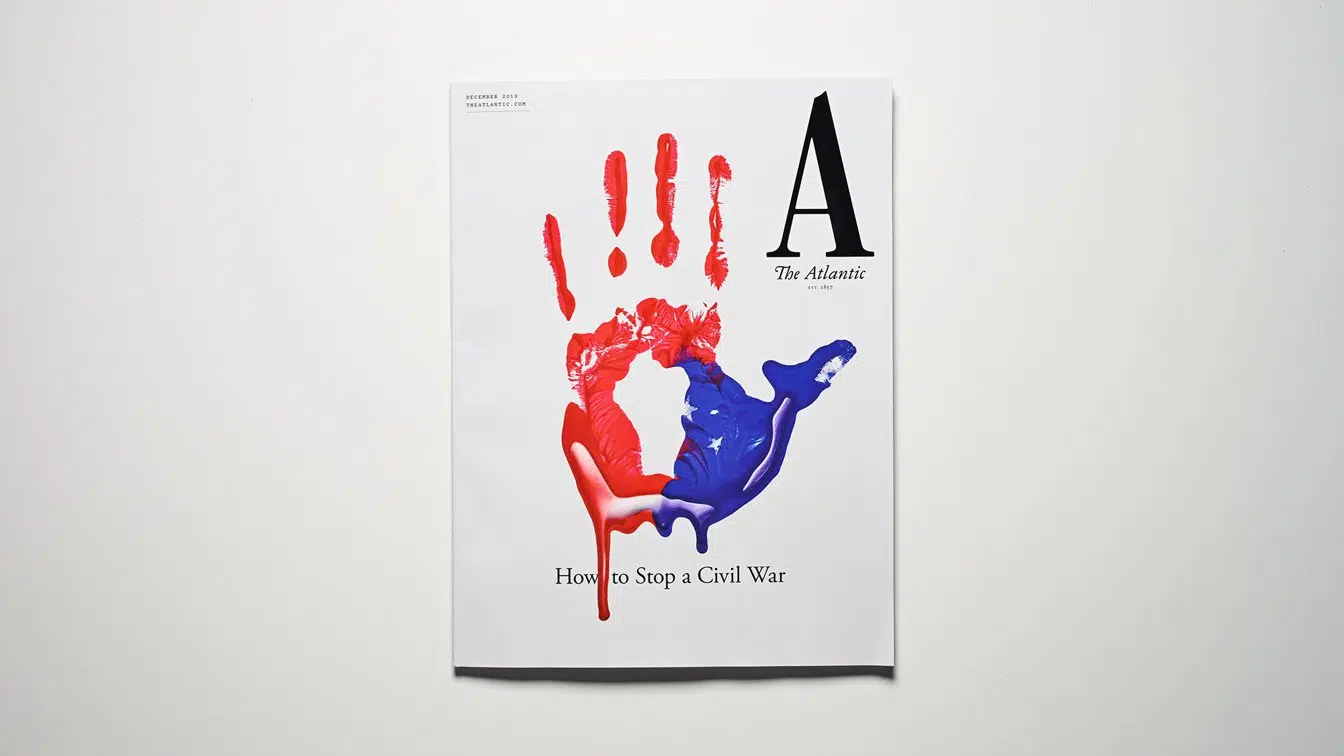 DECEMBER 2019
THEATLANTIC.COM
A
The Atlantic
EST. 1857
How to Stop a Civil War